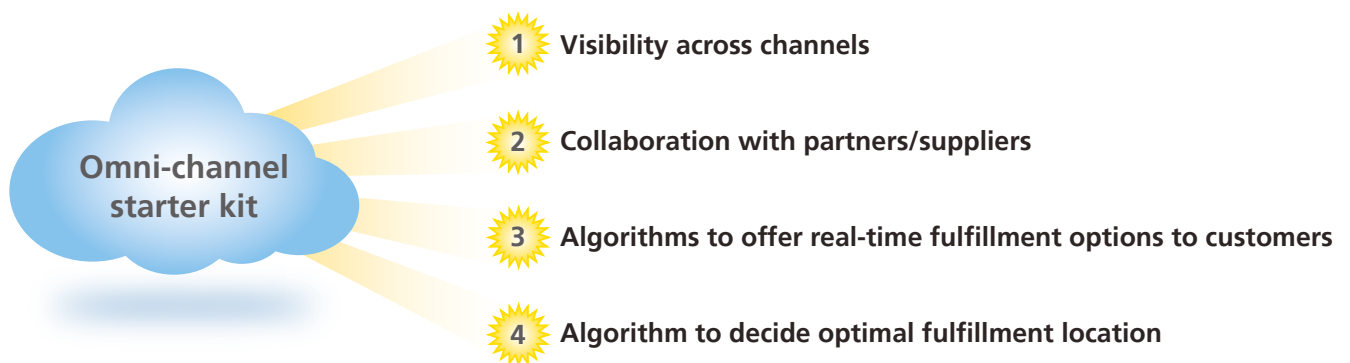 Omni-channel
starter kit
1 Visibility across channels
2 Collaboration with partners/suppliers
3 Algorithms to offer real-time fulfillment options to customers
4 Algorithm to decide optimal fulfillment location